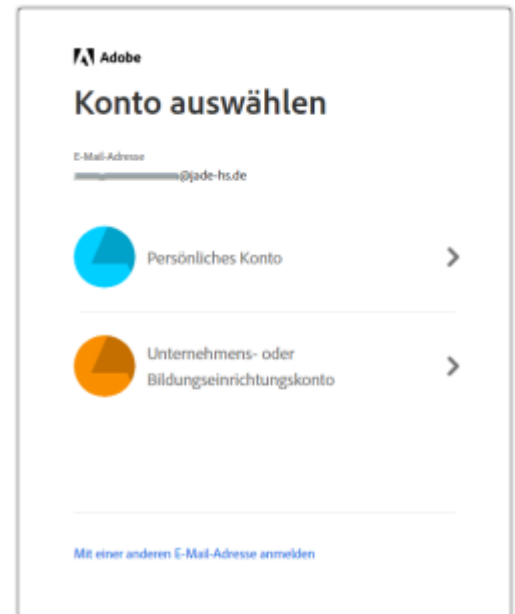 Adobe
Konto auswählen
E-Mail-Adresse
@jade-hs.de
Persönliches Konto
Unternehmens- oder
Bildungseinrichtungskonto
Mit einer anderen E-Mail-Adresse anmelden